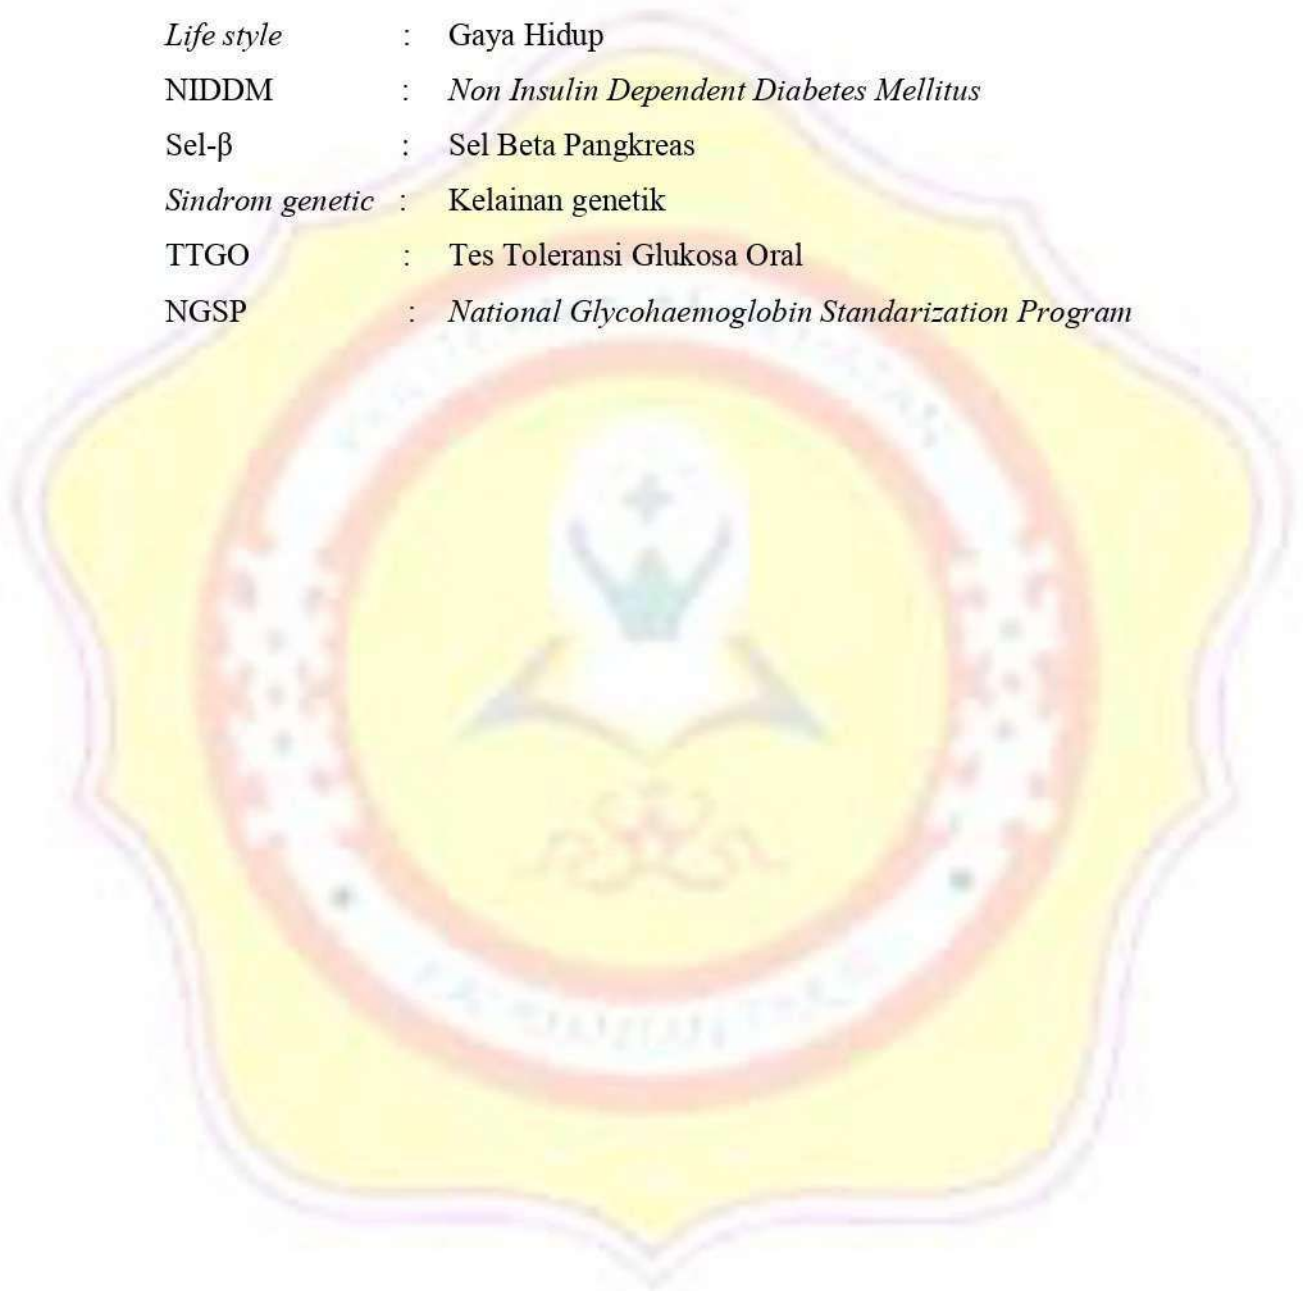 Life style : Gaya Hidup
NIDDM : Non Insulin Dependent Diabetes Mellitus
Sel-β : Sel Beta Pangkreas
Sindrom genetic : Kelainan genetik
TTGO : Tes Toleransi Glukosa Oral
NGSP : National Glycohaemoglobin Standarization Program